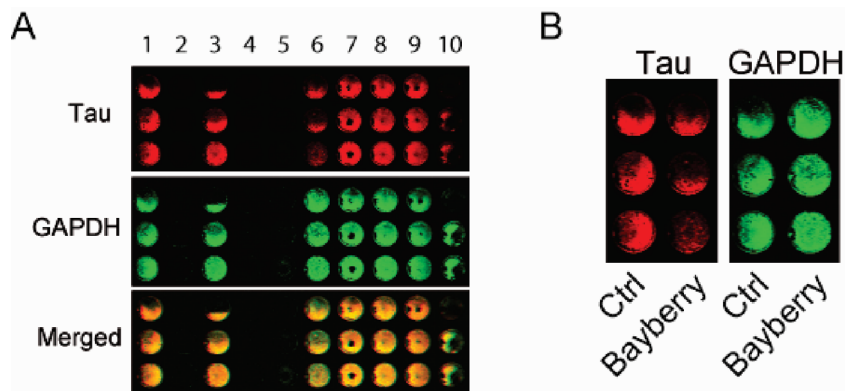 A
1 2 3 4 5 6 7 8 9 10
Tau
GAPDH
Merged
B
Tau GAPDH
Ctrl Bayberry Ctrl Bayberry